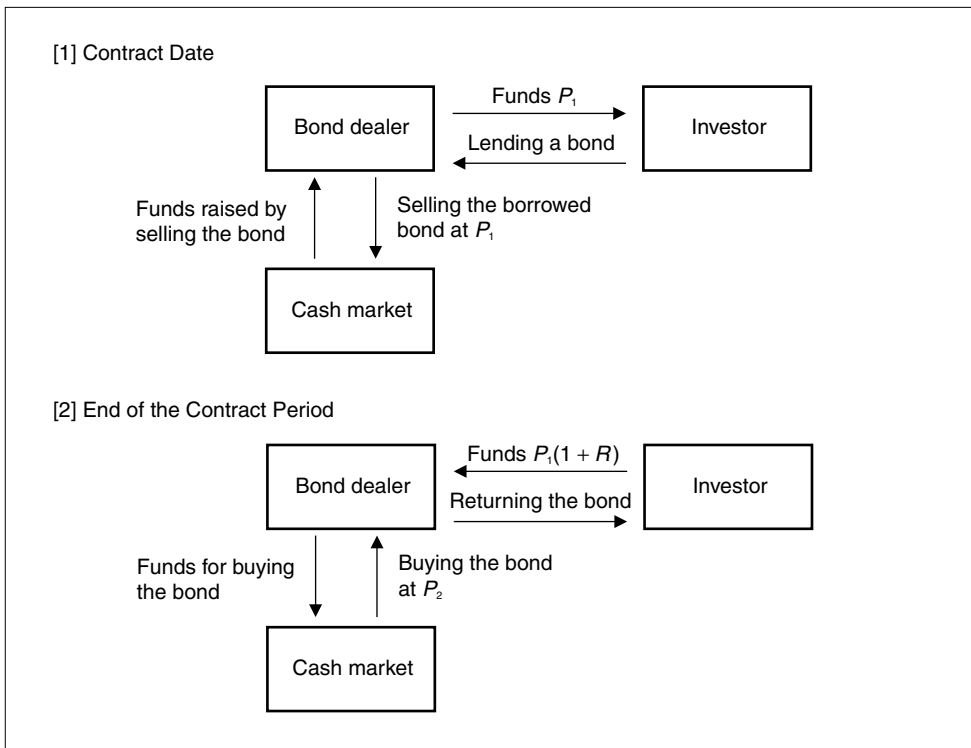 [1] Contract Date
Funds P₁
Bond dealer
Investor
Lending a bond
Funds raised by
selling the bond
Selling the borrowed
bond at P₁
Cash market
[2] End of the Contract Period
Funds P₁(1 + R)
Bond dealer
Investor
Returning the bond
Funds for buying
the bond
Buying the bond
at P₂
Cash market